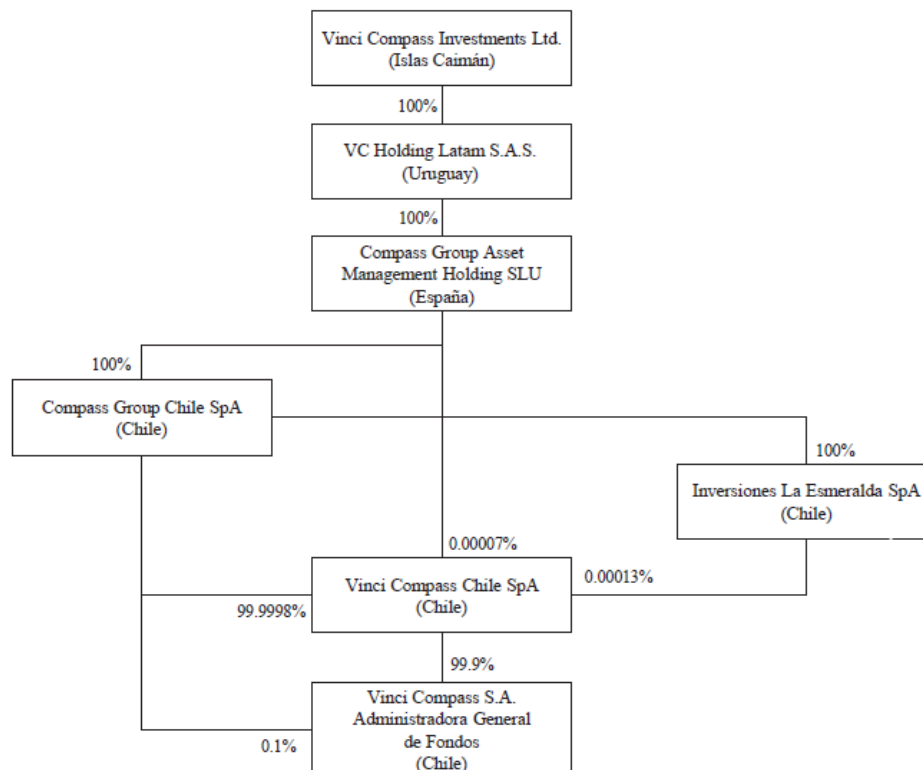 Vinci Compass Investments Ltd.
(Islas Caimán)
100%
VC Holding Latam S.A.S.
(Uruguay)
100%
Compass Group Asset
Management Holding SLU
(España)
100%
Compass Group Chile SpA
(Chile)
100%
Inversiones La Esmeralda SpA
(Chile)
0.00007%
Vinci Compass Chile SpA
(Chile)
0.00013%
99.9998%
99.9%
Vinci Compass S.A.
Administradora General
de Fondos
(Chile)
0.1%